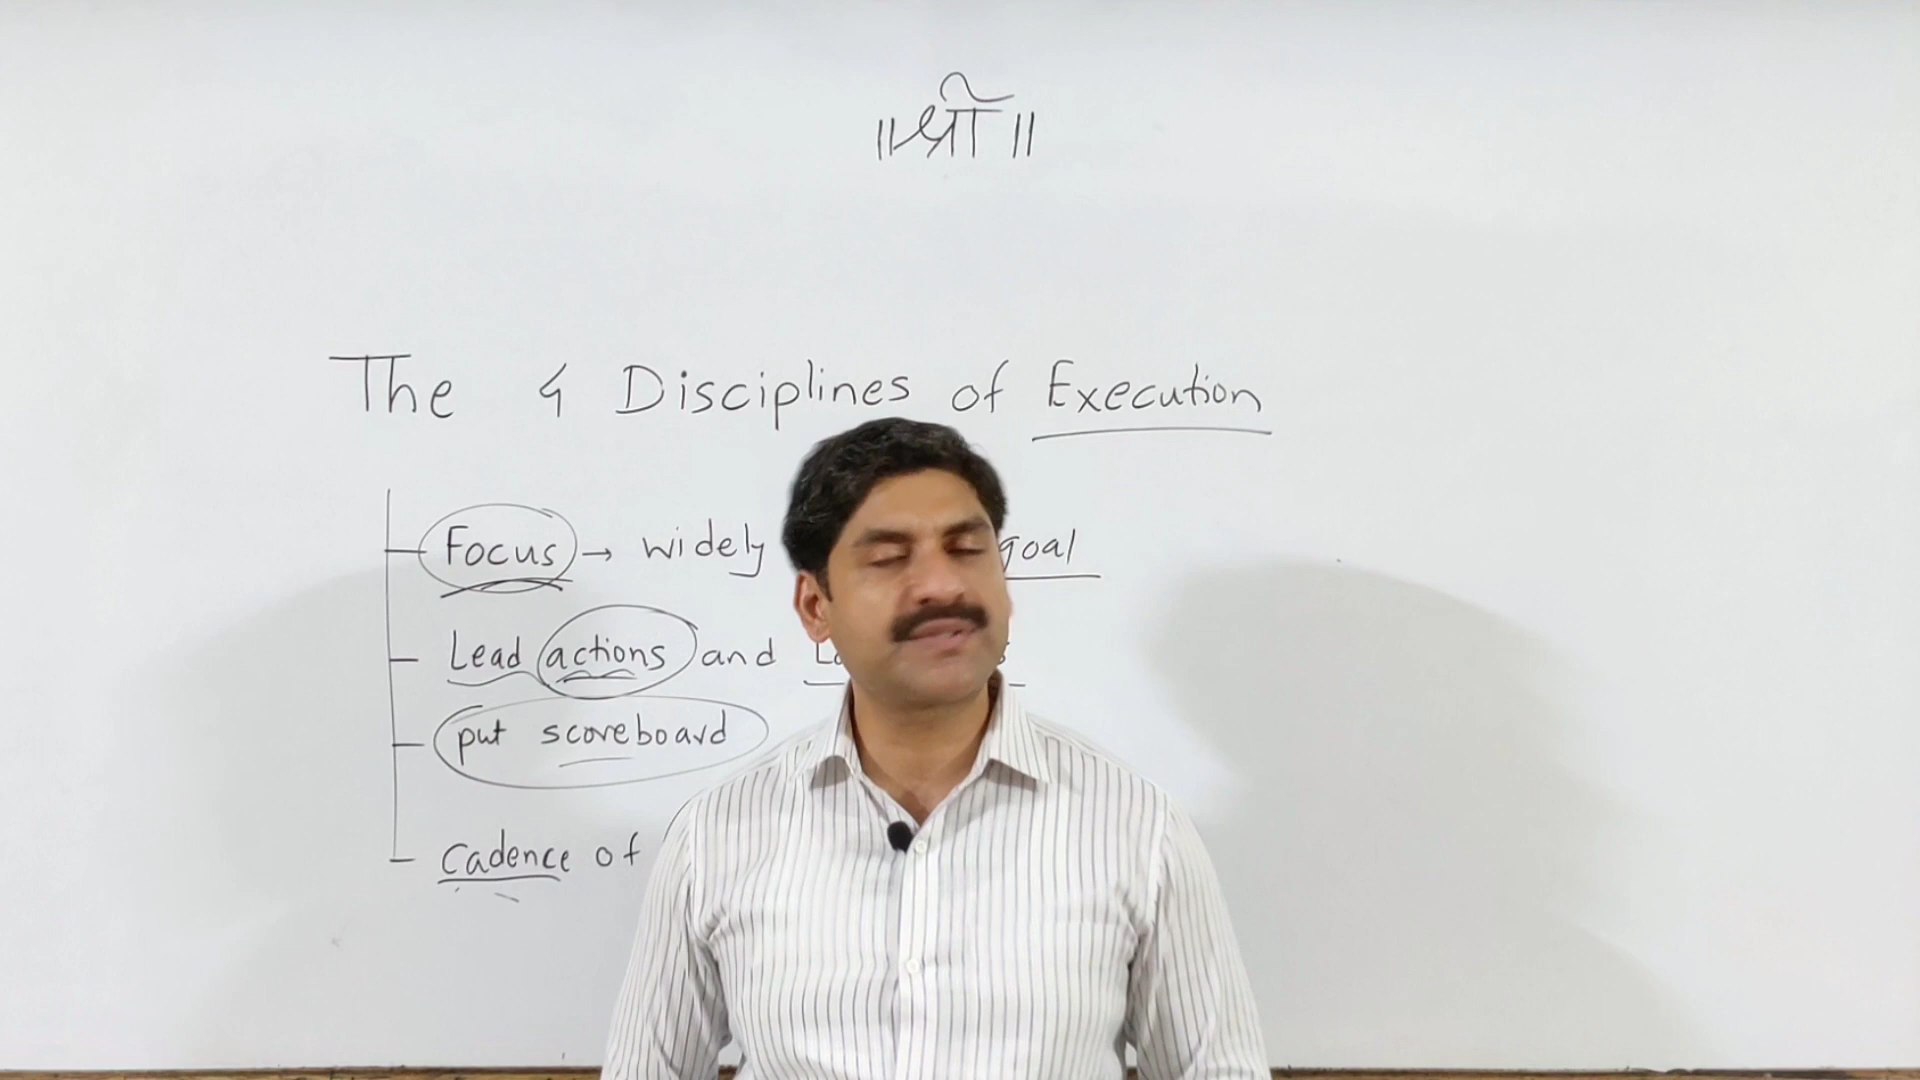 ॥ श्री ॥
The 4 Disciplines of Execution
Focus → widely goal
Lead actions and
put scoreboard
Cadence of